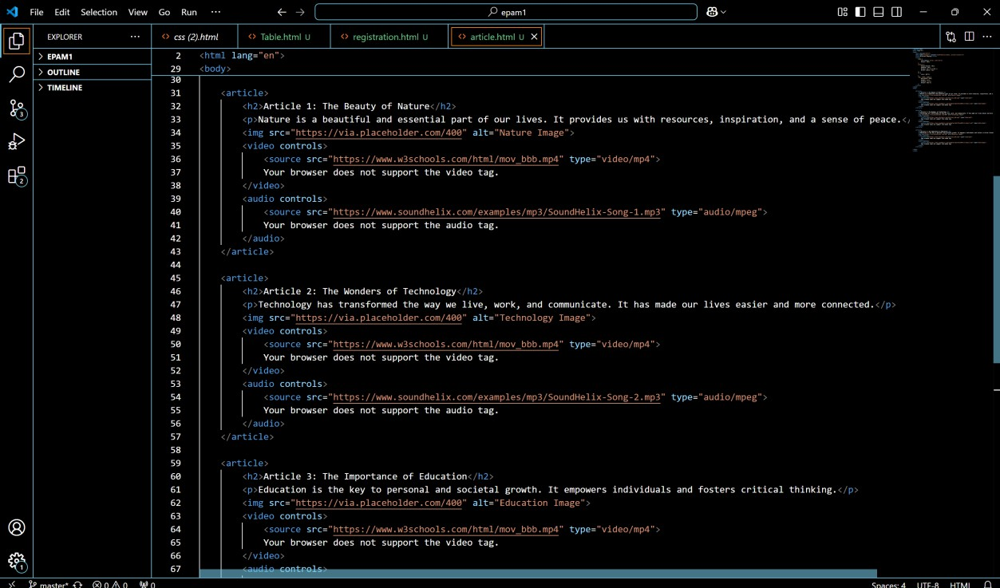 File Edit Selection View Go Run ··· epam1
EXPLORER ···
css (2).html Table.html U registration.html U article.html U
EPAM1
OUTLINE
TIMELINE
3
2
1
2 <html lang="en">
29 <body>
30
31 <article>
32 <h2>Article 1: The Beauty of Nature</h2>
33 <p>Nature is a beautiful and essential part of our lives. It provides us with resources, inspiration, and a sense of peace.</
34 <img src="https://via.placeholder.com/400" alt="Nature Image">
35 <video controls>
36 <source src="https://www.w3schools.com/html/mov_bbb.mp4" type="video/mp4">
37 Your browser does not support the video tag.
38 </video>
39 <audio controls>
40 <source src="https://www.soundhelix.com/examples/mp3/SoundHelix-Song-1.mp3" type="audio/mpeg">
41 Your browser does not support the audio tag.
42 </audio>
43 </article>
44
45 <article>
46 <h2>Article 2: The Wonders of Technology</h2>
47 <p>Technology has transformed the way we live, work, and communicate. It has made our lives easier and more connected.</p>
48 <img src="https://via.placeholder.com/400" alt="Technology Image">
49 <video controls>
50 <source src="https://www.w3schools.com/html/mov_bbb.mp4" type="video/mp4">
51 Your browser does not support the video tag.
52 </video>
53 <audio controls>
54 <source src="https://www.soundhelix.com/examples/mp3/SoundHelix-Song-2.mp3" type="audio/mpeg">
55 Your browser does not support the audio tag.
56 </audio>
57 </article>
58
59 <article>
60 <h2>Article 3: The Importance of Education</h2>
61 <p>Education is the key to personal and societal growth. It empowers individuals and fosters critical thinking.</p>
62 <img src="https://via.placeholder.com/400" alt="Education Image">
63 <video controls>
64 <source src="https://www.w3schools.com/html/mov_bbb.mp4" type="video/mp4">
65 Your browser does not support the video tag.
66 </video>
67 <audio controls>
master* 0 0 0 Spaces: 4 UTF-8 HTML